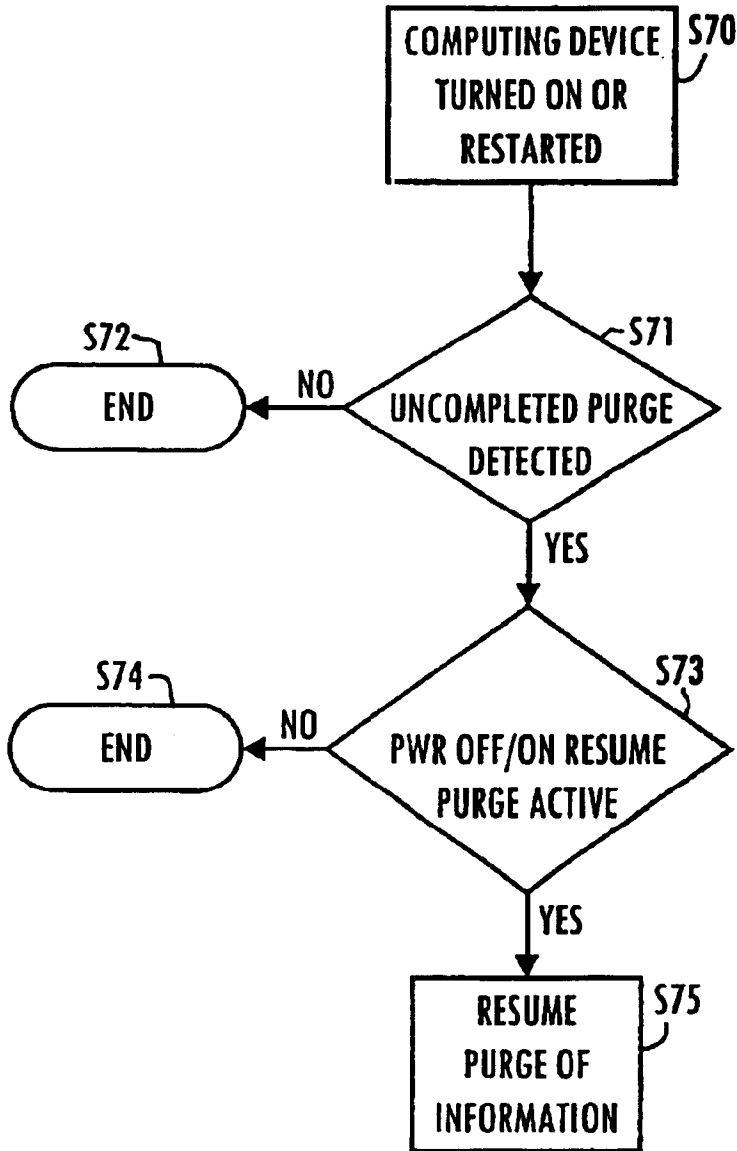 COMPUTING DEVICE
TURNED ON OR
RESTARTED
S70
S71
UNCOMPLETED PURGE
DETECTED
NO
S72
END
YES
S73
PWR OFF/ON RESUME
PURGE ACTIVE
NO
S74
END
YES
S75
RESUME
PURGE OF
INFORMATION